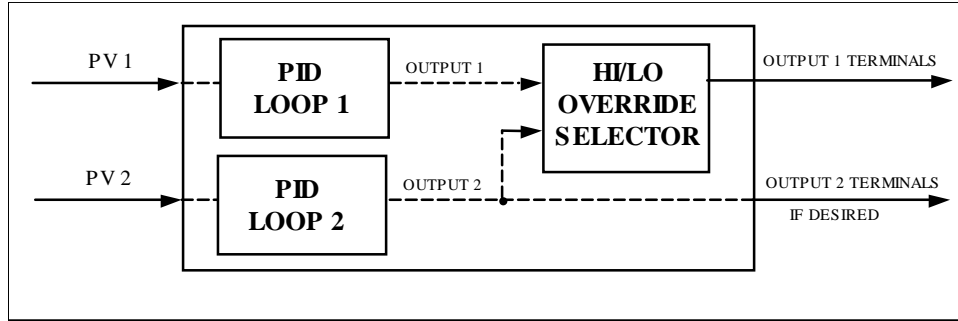 PV 1
PID
LOOP 1
OUTPUT 1
HI/LO
OVERRIDE
SELECTOR
OUTPUT 1 TERMINALS
PV 2
PID
LOOP 2
OUTPUT 2
OUTPUT 2 TERMINALS
IF DESIRED